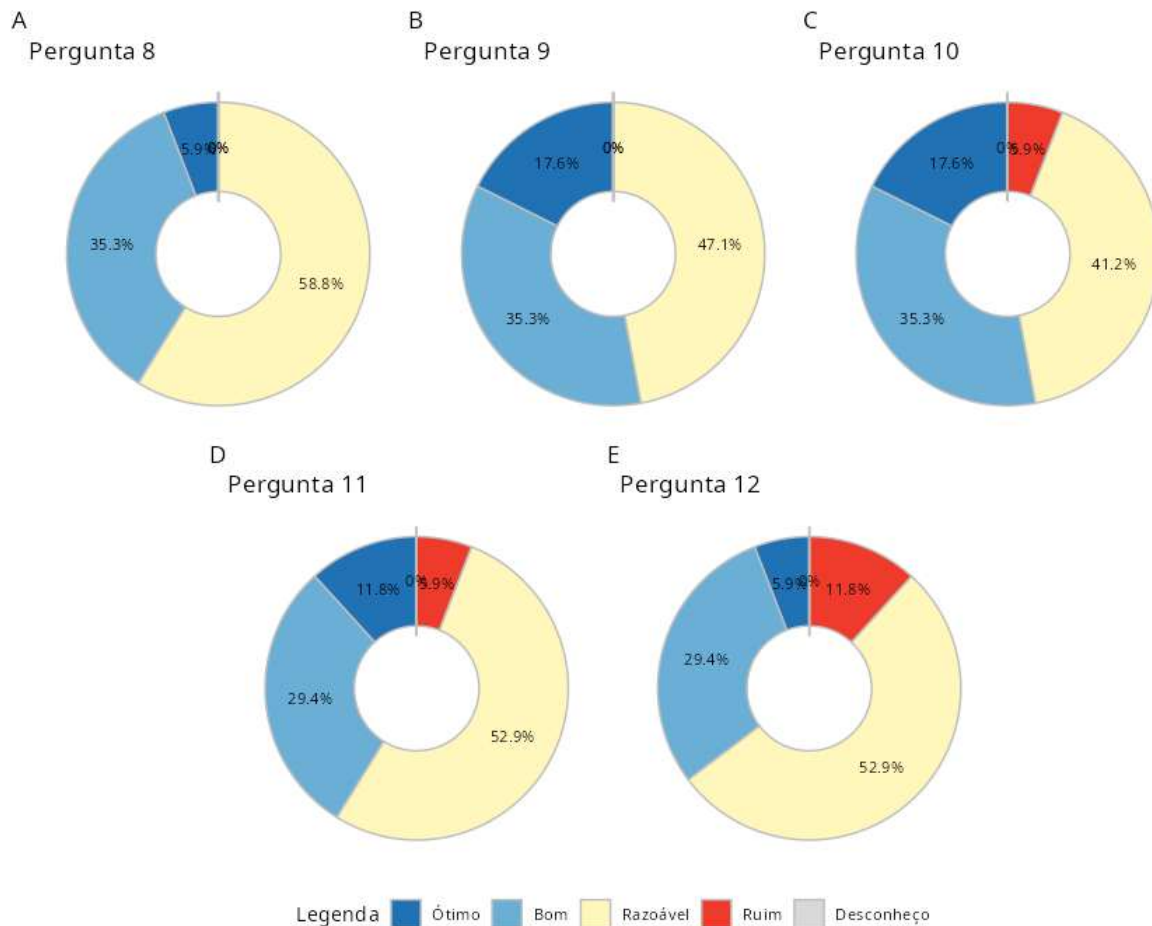 A
Pergunta 8
B
Pergunta 9
C
Pergunta 10
5.9%
0%
35.3%
58.8%
17.6%
0%
35.3%
47.1%
17.6%
0%
5.9%
35.3%
41.2%
D
Pergunta 11
E
Pergunta 12
11.8%
0%
5.9%
29.4%
52.9%
5.9%
0%
11.8%
29.4%
52.9%
Legenda Ótimo Bom Razoável Ruim Desconheço